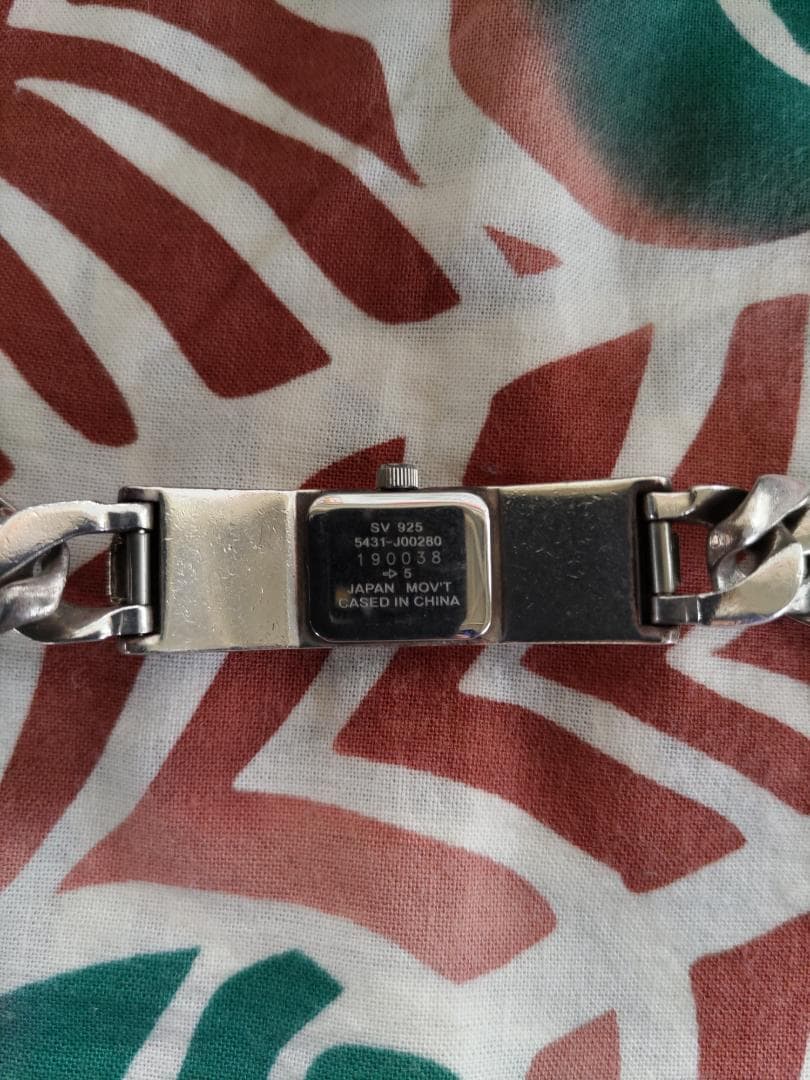 SV 925
5431-J00280
190038
➩ 5
JAPAN MOV'T
CASED IN CHINA